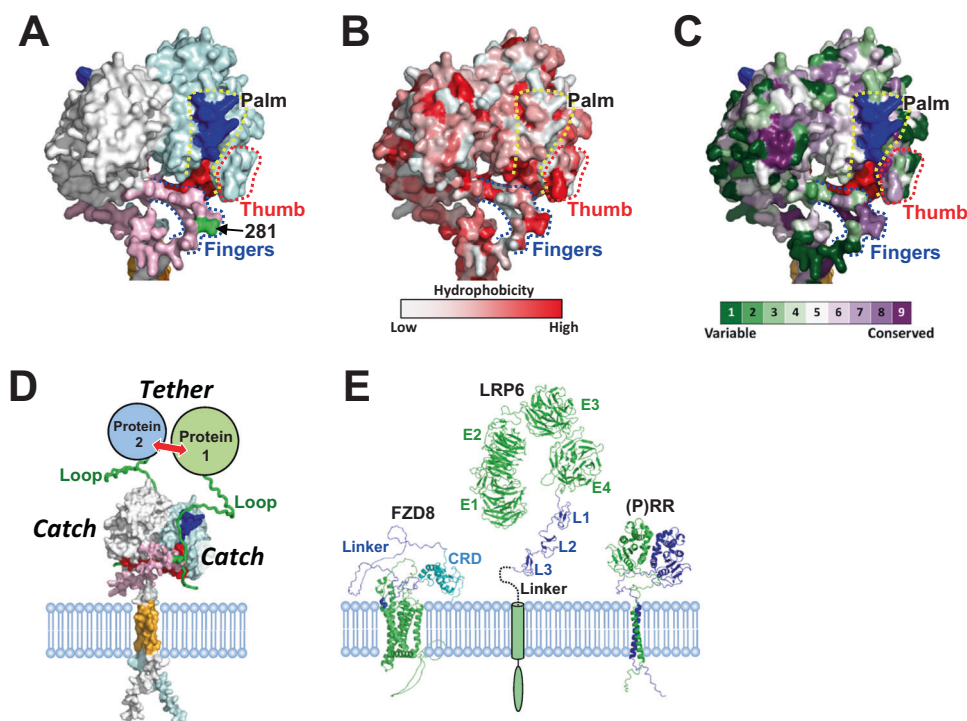 A
Palm
Thumb
281
Fingers
B
Palm
Thumb
Fingers
Hydrophobicity
Low
High
C
Palm
Thumb
Fingers
1 2 3 4 5 6 7 8 9
Variable
Conserved
D
Tether
Protein
2
Protein
1
Loop
Loop
Catch
Catch
E
LRP6
E3
E2
E4
E1
L1
FZD8
(P)RR
L2
Linker
CRD
L3
Linker